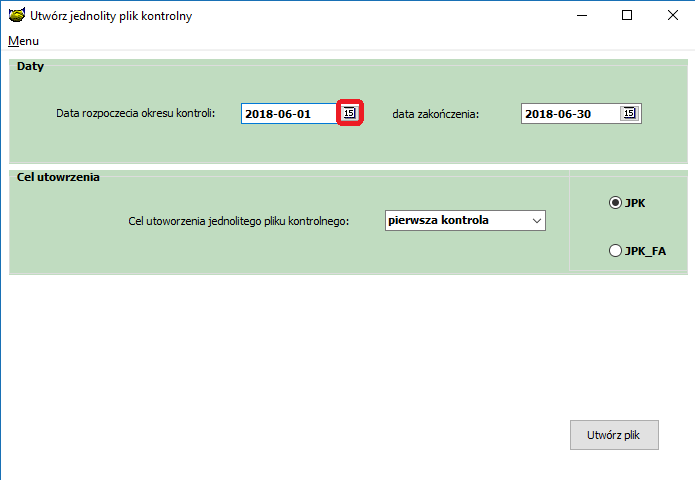 Utwórz jednolity plik kontrolny
Menu
Daty
Data rozpoczecia okresu kontroli: 2018-06-01 15 data zakończenia: 2018-06-30 15
Cel utowrzenia
JPK
Cel utoworzenia jednolitego pliku kontrolnego: pierwsza kontrola
JPK_FA
Utwórz plik